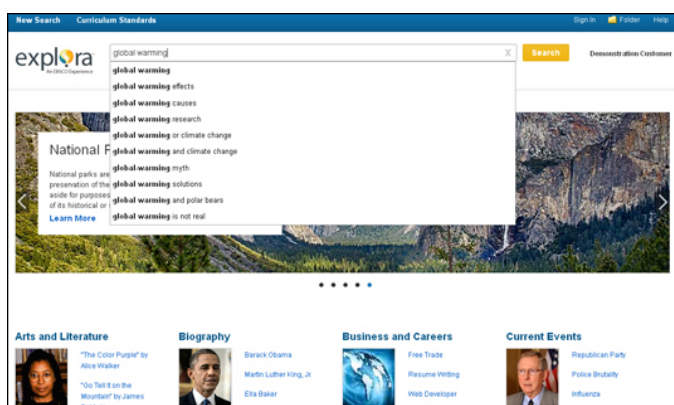 New Search Curriculum Standards Sign In Folder Help
explora
An EBSCO Experience
global warming X Search Demonstration Customer
global warming
global warming effects
global warming causes
global warming research
global warming or climate change
global warming and climate change
global warming myth
global warming solutions
global warming and polar bears
global warming is not real
National P
National parks are
preservation of the
aside for purposes
of its historical or
Learn More
Arts and Literature Biography Business and Careers Current Events
"The Color Purple" by
Alice Walker
"Go Tell It on the
Mountain" by James
Barack Obama
Martin Luther King, Jr.
Ella Baker
Free Trade
Resume Writing
Web Developer
Republican Party
Police Brutality
Influenza